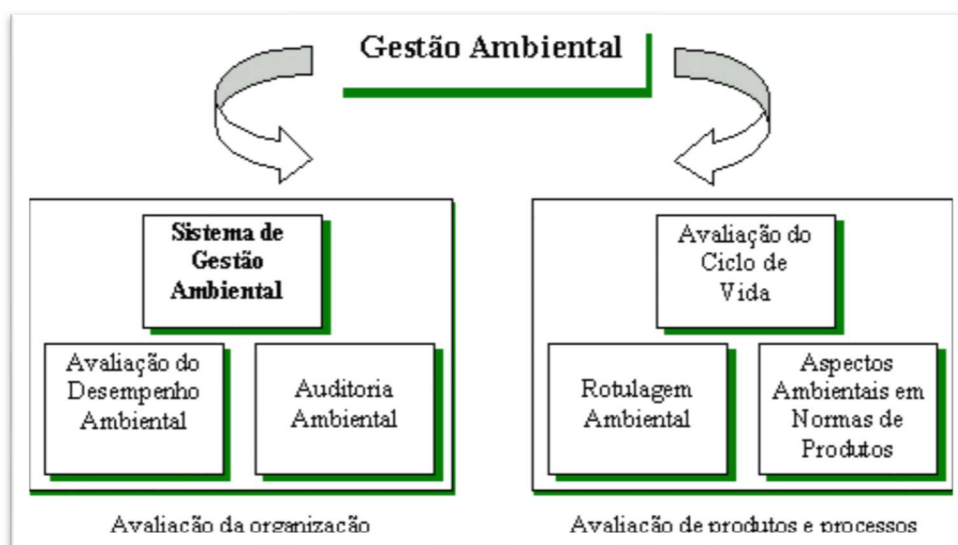 Gestão Ambiental
Sistema de
Gestão
Ambiental
Avaliação do
Desempenho
Ambiental
Auditoria
Ambiental
Avaliação da organização
Avaliação do
Ciclo de
Vida
Rotulagem
Ambiental
Aspectos
Ambientais em
Normas de
Produtos
Avaliação de produtos e processos